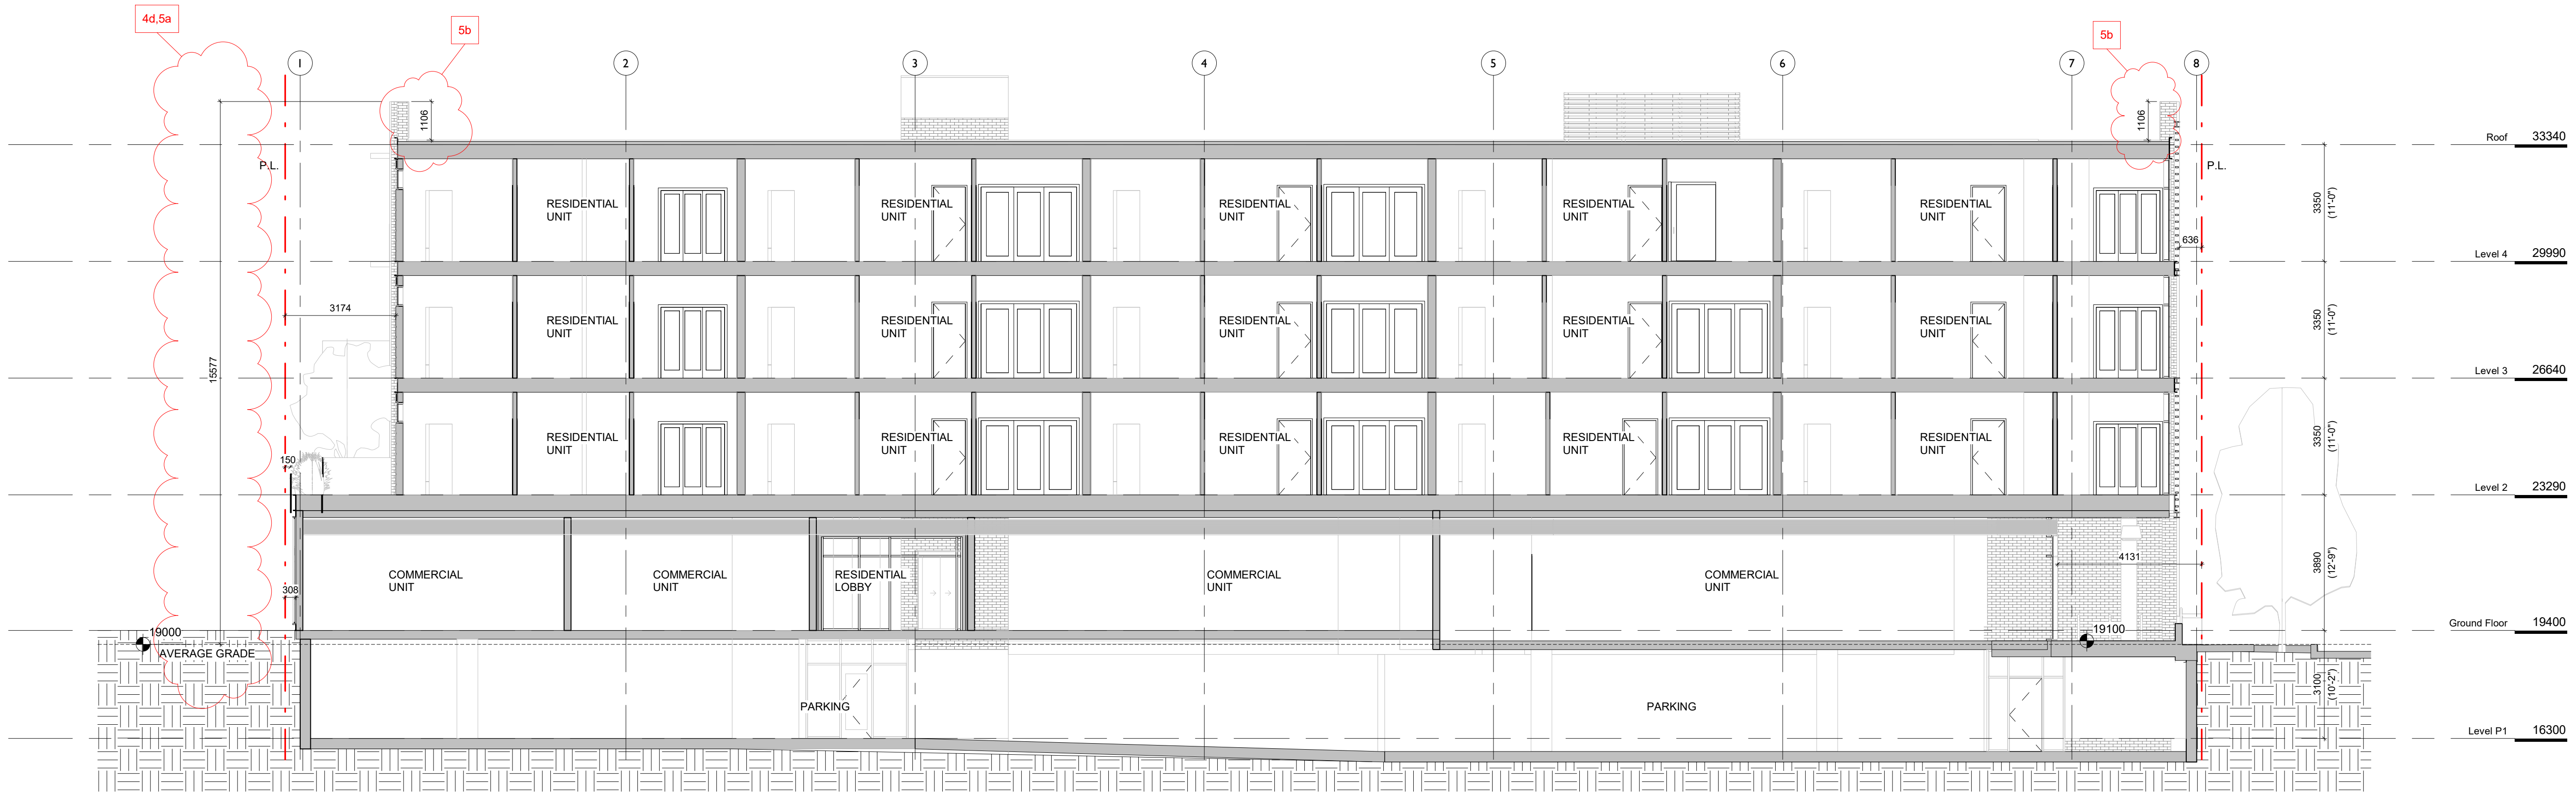 4d,5a
5b
5b
1
2
3
4
5
6
7
8
1106
1106
Roof 33340
P.L.
P.L.
RESIDENTIAL
UNIT
RESIDENTIAL
UNIT
RESIDENTIAL
UNIT
RESIDENTIAL
UNIT
RESIDENTIAL
UNIT
3350
(11'-0")
636
Level 4 29990
3174
RESIDENTIAL
UNIT
RESIDENTIAL
UNIT
RESIDENTIAL
UNIT
RESIDENTIAL
UNIT
RESIDENTIAL
UNIT
3350
(11'-0")
15577
Level 3 26640
RESIDENTIAL
UNIT
RESIDENTIAL
UNIT
RESIDENTIAL
UNIT
RESIDENTIAL
UNIT
RESIDENTIAL
UNIT
3350
(11'-0")
150
Level 2 23290
COMMERCIAL
UNIT
COMMERCIAL
UNIT
RESIDENTIAL
LOBBY
COMMERCIAL
UNIT
COMMERCIAL
UNIT
4131
3890
(12'-9")
308
Ground Floor 19400
19000
AVERAGE GRADE
19100
PARKING
PARKING
3100
(10'-2")
Level P1 16300